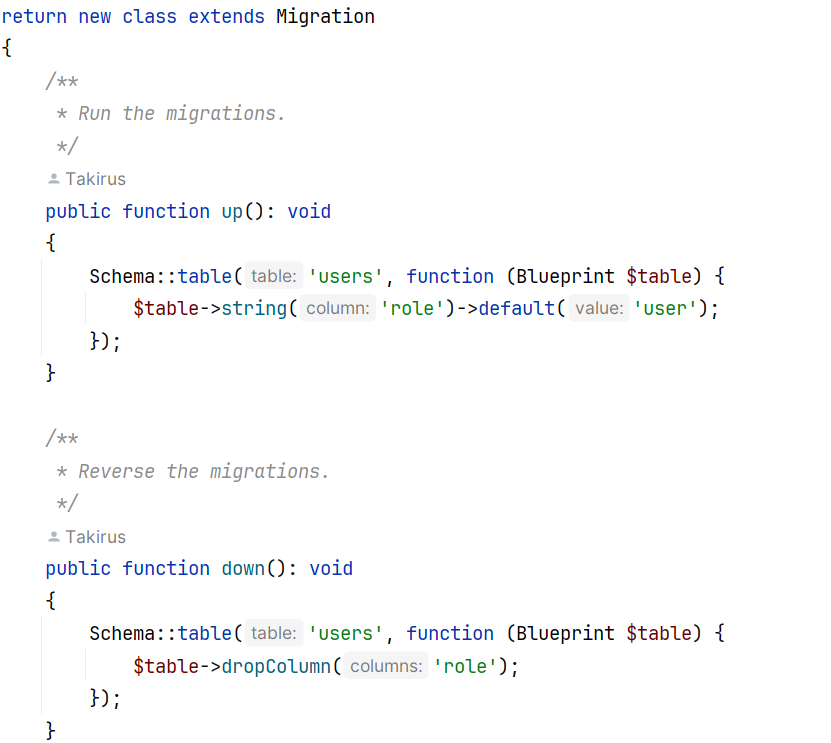 return new class extends Migration
{
    /**
     * Run the migrations.
     */
    Takirus
    public function up(): void
    {
        Schema::table( table: 'users', function (Blueprint $table) {
            $table->string( column: 'role')->default( value: 'user');
        });
    }

    /**
     * Reverse the migrations.
     */
    Takirus
    public function down(): void
    {
        Schema::table( table: 'users', function (Blueprint $table) {
            $table->dropColumn( columns: 'role');
        });
    }